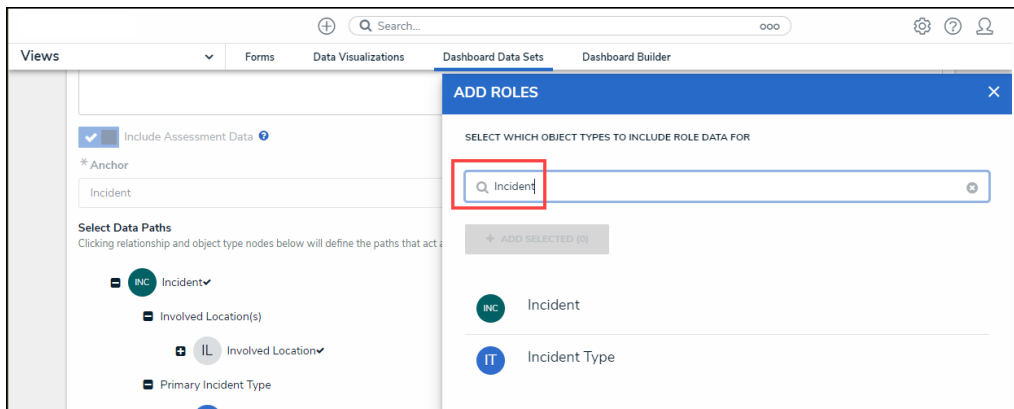 Search...
ooo
Views
Forms
Data Visualizations
Dashboard Data Sets
Dashboard Builder
Include Assessment Data ?
* Anchor
Incident
Select Data Paths
Clicking relationship and object type nodes below will define the paths that act
INC Incident
Involved Location(s)
IL Involved Location
Primary Incident Type
ADD ROLES
SELECT WHICH OBJECT TYPES TO INCLUDE ROLE DATA FOR
Incident
+ ADD SELECTED (0)
INC Incident
IT Incident Type